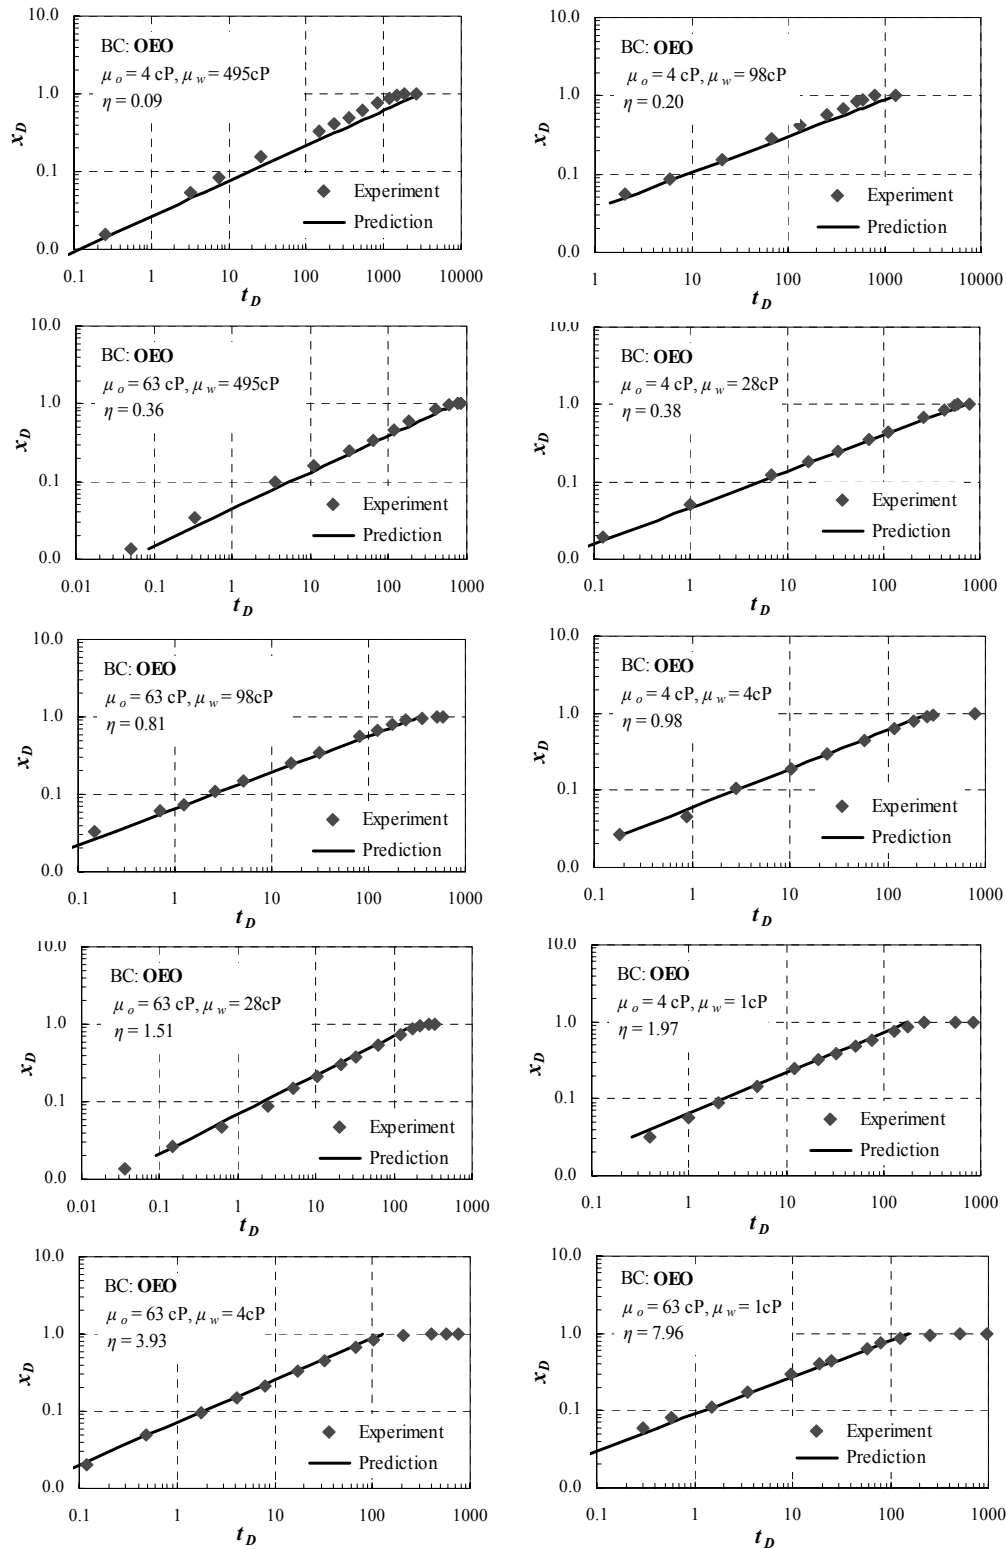 10.0
BC: OEO
μo = 4 cP, μw = 495cP
η = 0.09
1.0
xD
0.1
Experiment
Prediction
0.0
0.1 1 10 100 1000 10000
tD
10.0
BC: OEO
μo = 4 cP, μw = 98cP
η = 0.20
1.0
xD
0.1
Experiment
Prediction
0.0
1 10 100 1000 10000
tD
10.0
BC: OEO
μo = 63 cP, μw = 495cP
η = 0.36
1.0
xD
0.1
Experiment
Prediction
0.0
0.01 0.1 1 10 100 1000
tD
10.0
BC: OEO
μo = 4 cP, μw = 28cP
η = 0.38
1.0
xD
0.1
Experiment
Prediction
0.0
0.1 1 10 100 1000
tD
10.0
BC: OEO
μo = 63 cP, μw = 98cP
η = 0.81
1.0
xD
0.1
Experiment
Prediction
0.0
0.1 1 10 100 1000
tD
10.0
BC: OEO
μo = 4 cP, μw = 4cP
η = 0.98
1.0
xD
0.1
Experiment
Prediction
0.0
0.1 1 10 100 1000
tD
10.0
BC: OEO
μo = 63 cP, μw = 28cP
η = 1.51
1.0
xD
0.1
Experiment
Prediction
0.0
0.01 0.1 1 10 100 1000
tD
10.0
BC: OEO
μo = 4 cP, μw = 1cP
η = 1.97
1.0
xD
0.1
Experiment
Prediction
0.0
0.1 1 10 100 1000
tD
10.0
BC: OEO
μo = 63 cP, μw = 4cP
η = 3.93
1.0
xD
0.1
Experiment
Prediction
0.0
0.1 1 10 100 1000
tD
10.0
BC: OEO
μo = 63 cP, μw = 1cP
η = 7.96
1.0
xD
0.1
Experiment
Prediction
0.0
0.1 1 10 100 1000
tD